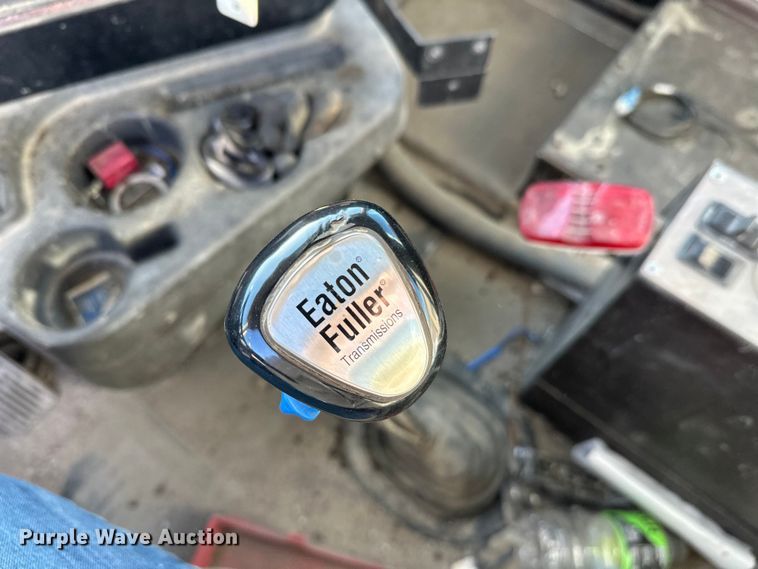 Eaton®
Fuller®
Transmissions
Purple Wave Auction